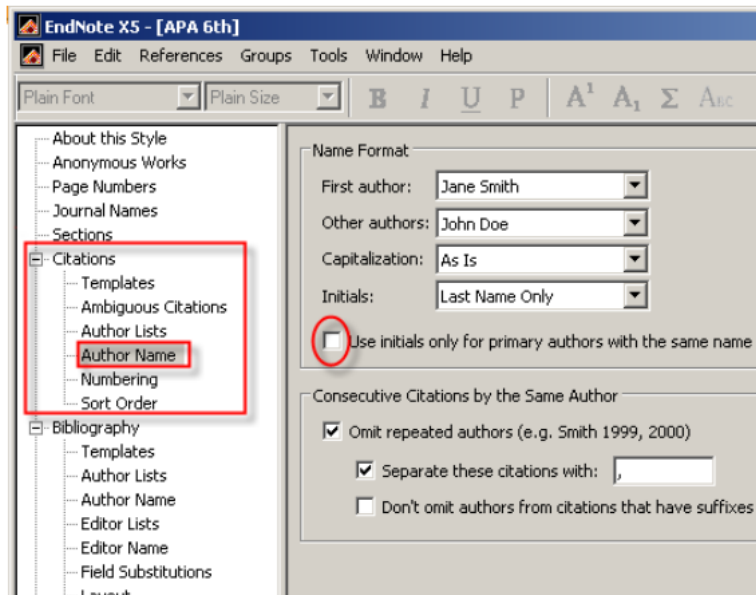 EndNote X5 - [APA 6th]
File Edit References Groups Tools Window Help
Plain Font Plain Size B I U P A¹ A₁ Σ Abc
About this Style
Anonymous Works
Page Numbers
Journal Names
Sections
Citations
Templates
Ambiguous Citations
Author Lists
Author Name
Numbering
Sort Order
Bibliography
Templates
Author Lists
Author Name
Editor Lists
Editor Name
Field Substitutions
Layout
Name Format
First author: Jane Smith
Other authors: John Doe
Capitalization: As Is
Initials: Last Name Only
Use initials only for primary authors with the same name
Consecutive Citations by the Same Author
Omit repeated authors (e.g. Smith 1999, 2000)
Separate these citations with: ,
Don't omit authors from citations that have suffixes